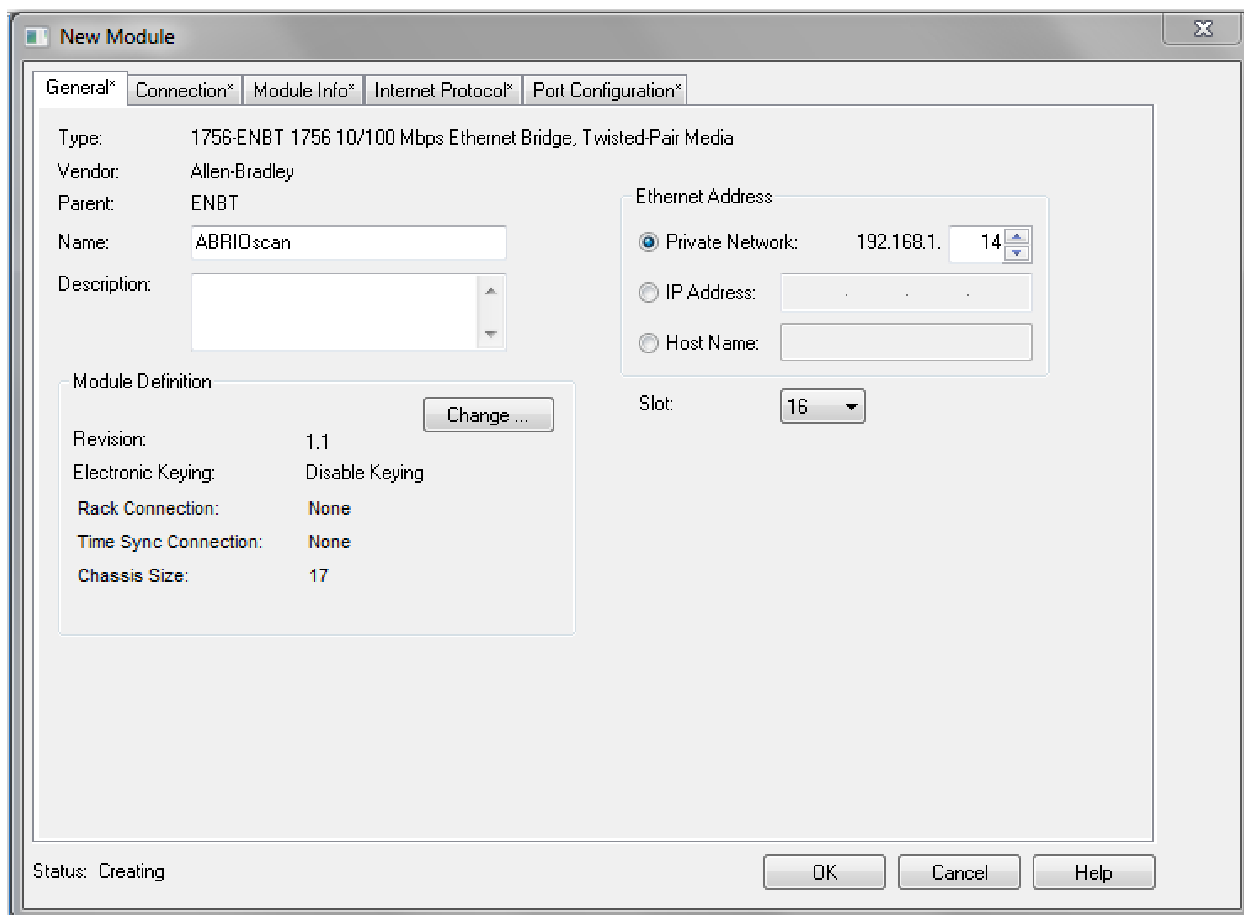 New Module
General* Connection* Module Info* Internet Protocol* Port Configuration*
Type: 1756-ENBT 1756 10/100 Mbps Ethernet Bridge, Twisted-Pair Media
Vendor: Allen-Bradley
Parent: ENBT
Name: ABRIOscan
Description:
Ethernet Address
Private Network: 192.168.1. 14
IP Address: . . .
Host Name:
Slot: 16
Module Definition
Change ...
Revision: 1.1
Electronic Keying: Disable Keying
Rack Connection: None
Time Sync Connection: None
Chassis Size: 17
Status: Creating
OK Cancel Help